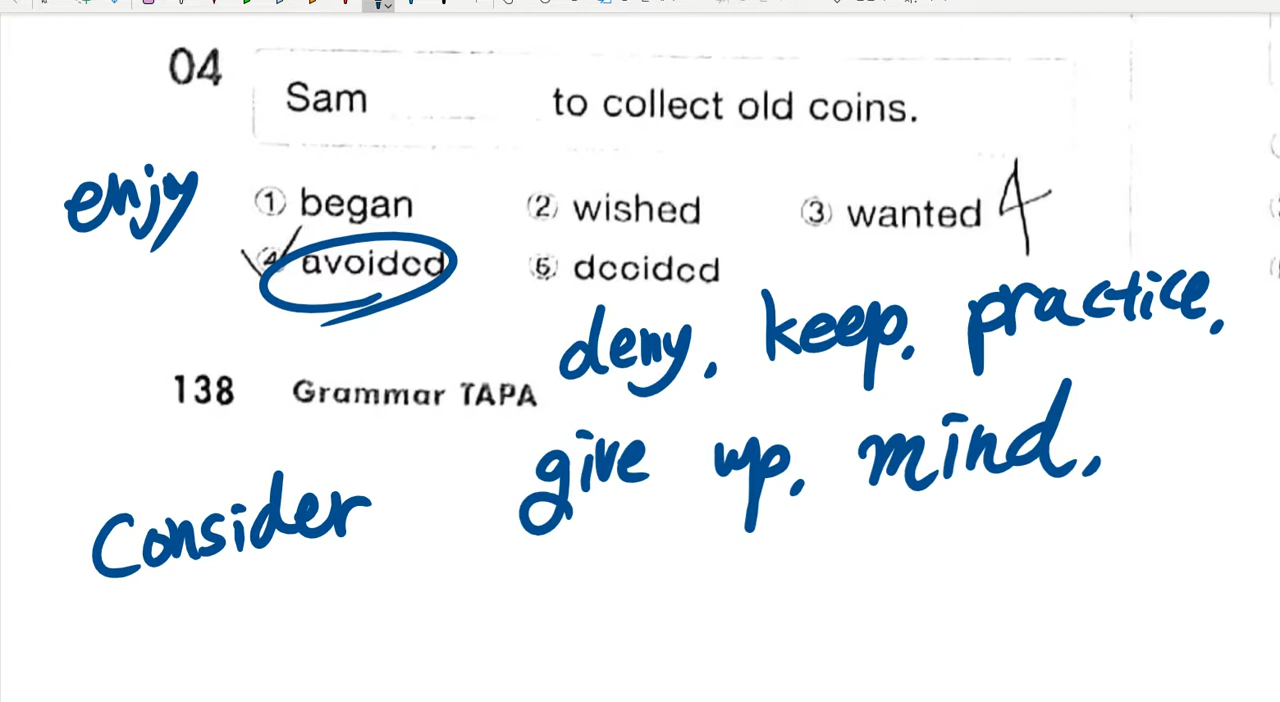 04
Sam to collect old coins.
enjy
① began ② wished ③ wanted 4
④ avoided ⑤ decided
deny, keep, practice,
138 Grammar TAPA
give up, mind,
Consider